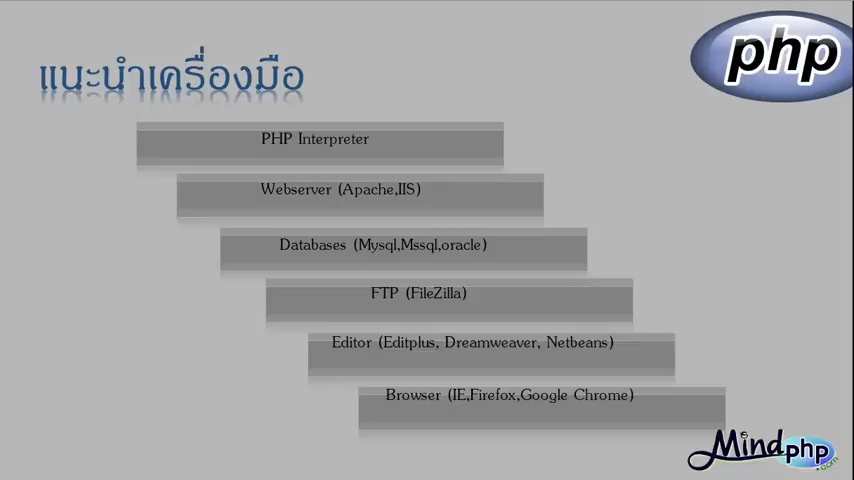 แนะนำเครื่องมือ
php
PHP Interpreter
Webserver (Apache,IIS)
Databases (Mysql,Mssql,oracle)
FTP (FileZilla)
Editor (Editplus, Dreamweaver, Netbeans)
Browser (IE,Firefox,Google Chrome)
Mindphp.com